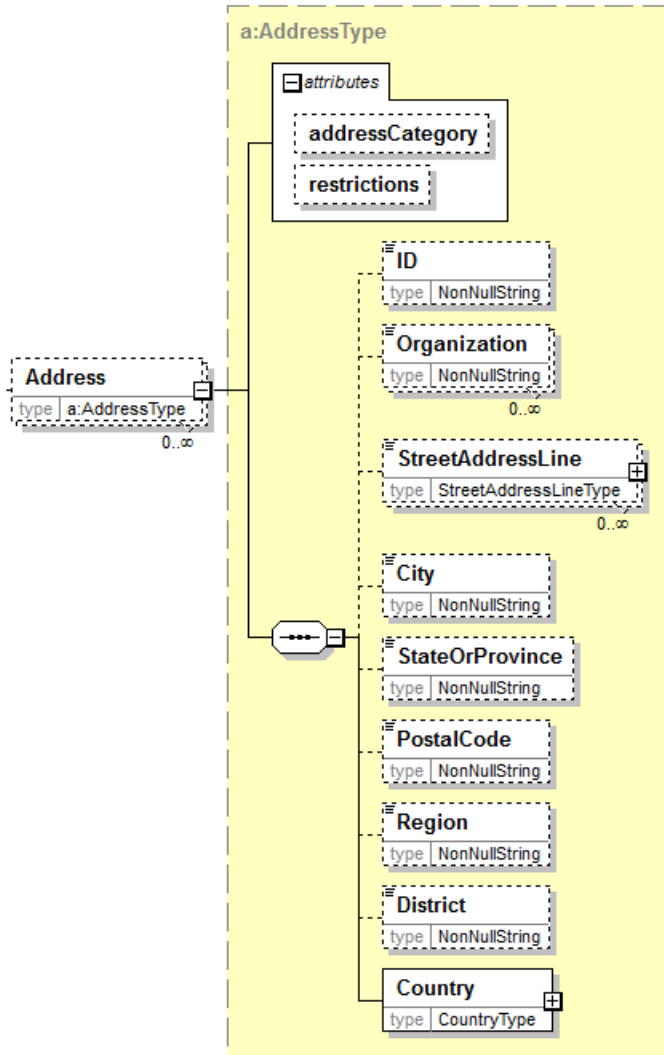 a:AddressType
attributes
addressCategory
restrictions
ID
type NonNullString
Organization
type NonNullString
0..∞
Address
type a:AddressType
0..∞
StreetAddressLine
type StreetAddressLineType
0..∞
City
type NonNullString
StateOrProvince
type NonNullString
PostalCode
type NonNullString
Region
type NonNullString
District
type NonNullString
Country
type CountryType